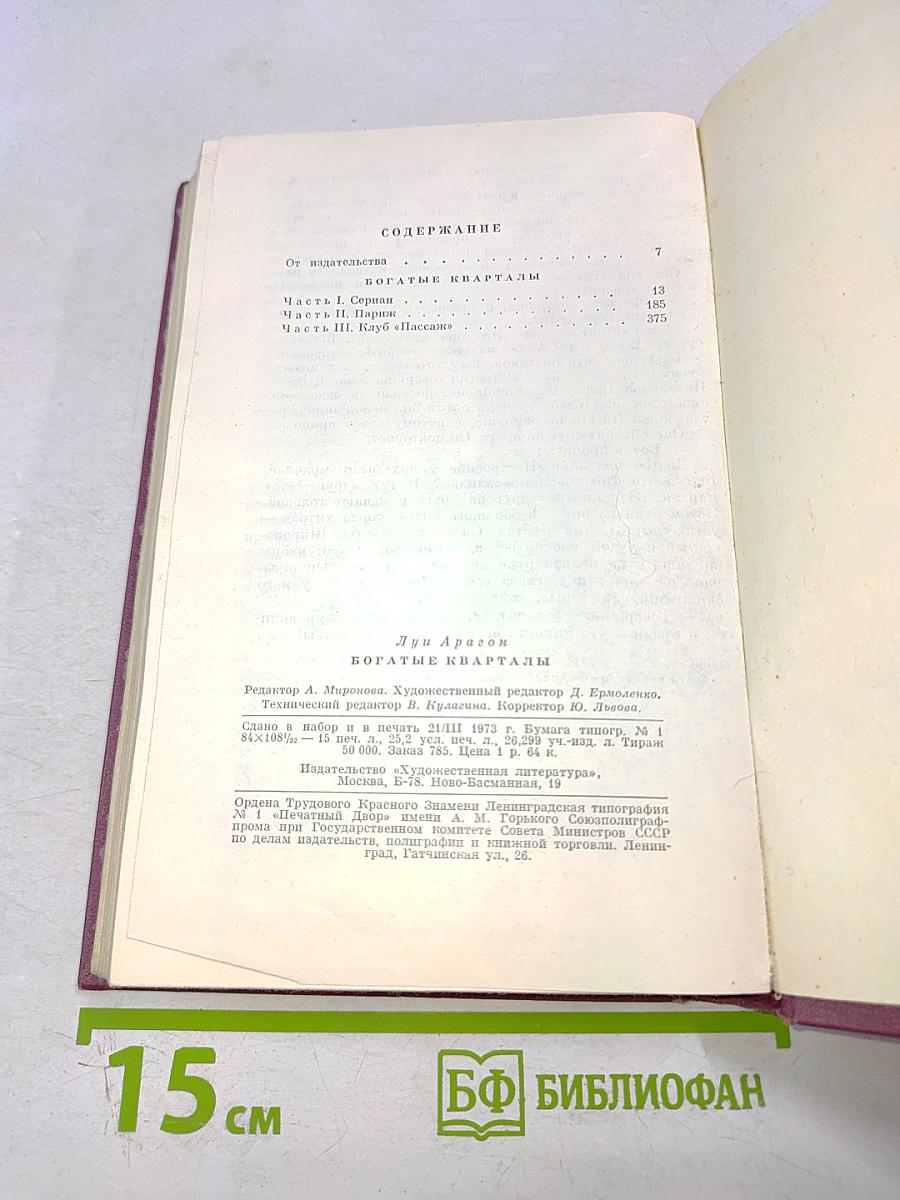 СОДЕРЖАНИЕ
От издательства . . . . . . . . . . . . . . 7
БОГАТЫЕ КВАРТАЛЫ
Часть I. Сериан . . . . . . . . . . . . . . 13
Часть II. Париж . . . . . . . . . . . . . . 185
Часть III. Клуб «Пассаж» . . . . . . . . . . . 375
Луи Арагон
БОГАТЫЕ КВАРТАЛЫ
Редактор А. Миронова. Художественный редактор Д. Ермоленко.
Технический редактор В. Кулагина. Корректор Ю. Львова.
Сдано в набор и в печать 21/III 1973 г. Бумага типогр. № 1
84×108¹/₃₂ — 15 печ. л., 25,2 усл. печ. л., 26,299 уч.-изд. л. Тираж
50 000. Заказ 785. Цена 1 р. 64 к.
Издательство «Художественная литература»,
Москва, Б-78. Ново-Басманная, 19
Ордена Трудового Красного Знамени Ленинградская типография
№ 1 «Печатный Двор» имени А. М. Горького Союзполиграф-
прома при Государственном комитете Совета Министров СССР
по делам издательств, полиграфии и книжной торговли. Ленин-
град, Гатчинская ул., 26.
15 см
БФ БИБЛИОФАН